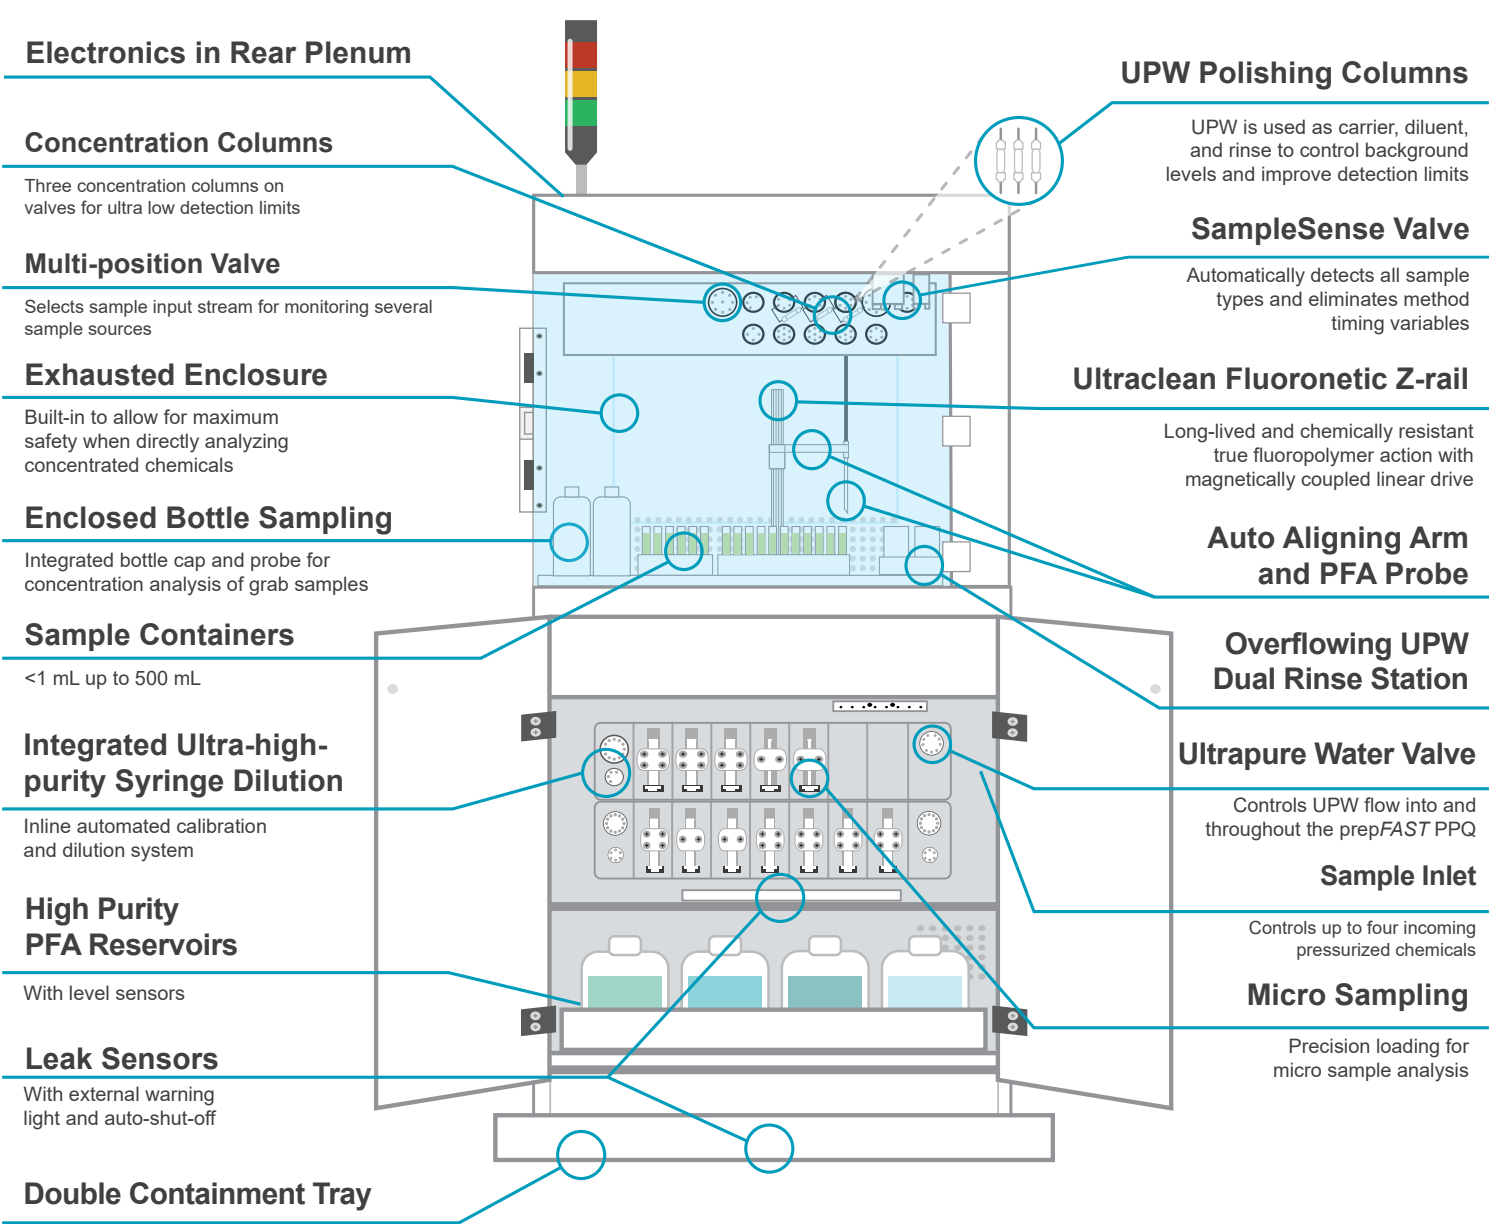 Electronics in Rear Plenum
Concentration Columns
Three concentration columns on
valves for ultra low detection limits
Multi-position Valve
Selects sample input stream for monitoring several
sample sources
Exhausted Enclosure
Built-in to allow for maximum
safety when directly analyzing
concentrated chemicals
Enclosed Bottle Sampling
Integrated bottle cap and probe for
concentration analysis of grab samples
Sample Containers
<1 mL up to 500 mL
Integrated Ultra-high-
purity Syringe Dilution
Inline automated calibration
and dilution system
High Purity
PFA Reservoirs
With level sensors
Leak Sensors
With external warning
light and auto-shut-off
Double Containment Tray
UPW Polishing Columns
UPW is used as carrier, diluent,
and rinse to control background
levels and improve detection limits
SampleSense Valve
Automatically detects all sample
types and eliminates method
timing variables
Ultraclean Fluoronetic Z-rail
Long-lived and chemically resistant
true fluoropolymer action with
magnetically coupled linear drive
Auto Aligning Arm
and PFA Probe
Overflowing UPW
Dual Rinse Station
Ultrapure Water Valve
Controls UPW flow into and
throughout the prepFAST PPQ
Sample Inlet
Controls up to four incoming
pressurized chemicals
Micro Sampling
Precision loading for
micro sample analysis